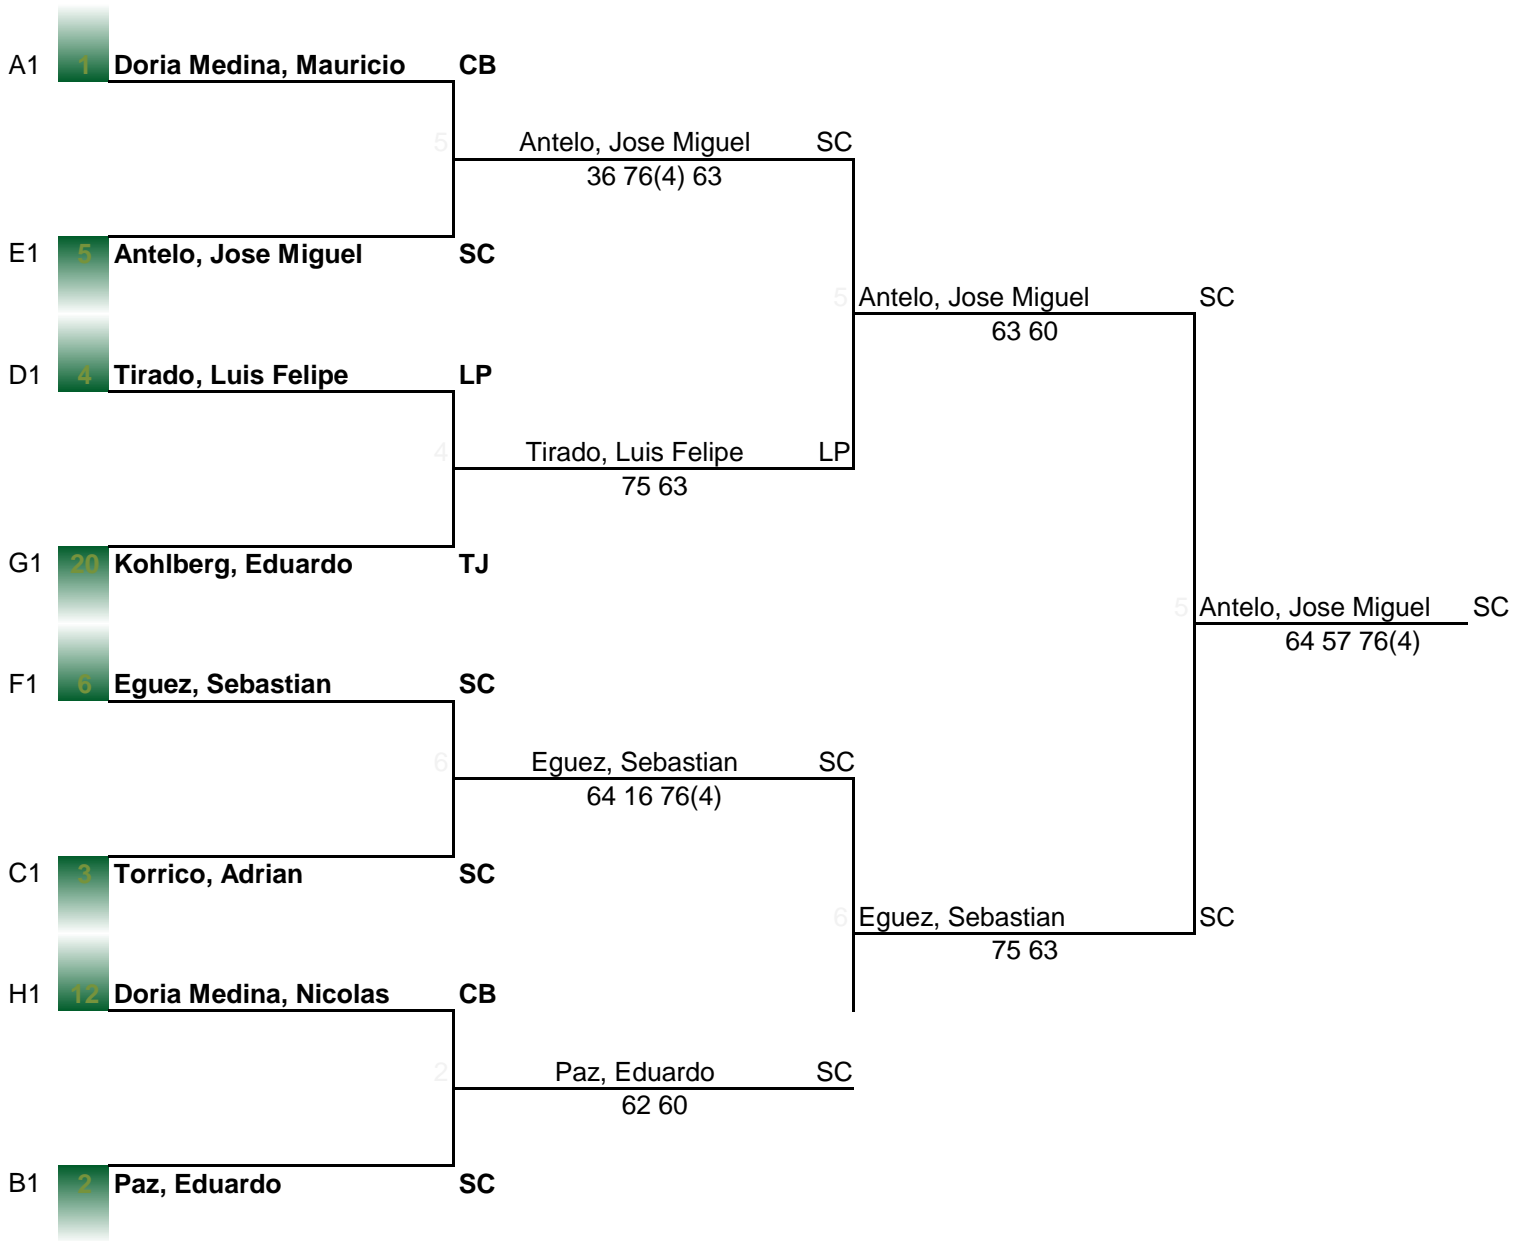 A1 1 Doria Medina, Mauricio CB
5 Antelo, Jose Miguel SC
36 76(4) 63
E1 5 Antelo, Jose Miguel SC
5 Antelo, Jose Miguel SC
63 60
D1 4 Tirado, Luis Felipe LP
4 Tirado, Luis Felipe LP
75 63
G1 20 Kohlberg, Eduardo TJ
5 Antelo, Jose Miguel SC
64 57 76(4)
F1 6 Eguez, Sebastian SC
6 Eguez, Sebastian SC
64 16 76(4)
C1 3 Torrico, Adrian SC
6 Eguez, Sebastian SC
75 63
H1 12 Doria Medina, Nicolas CB
2 Paz, Eduardo SC
62 60
B1 2 Paz, Eduardo SC